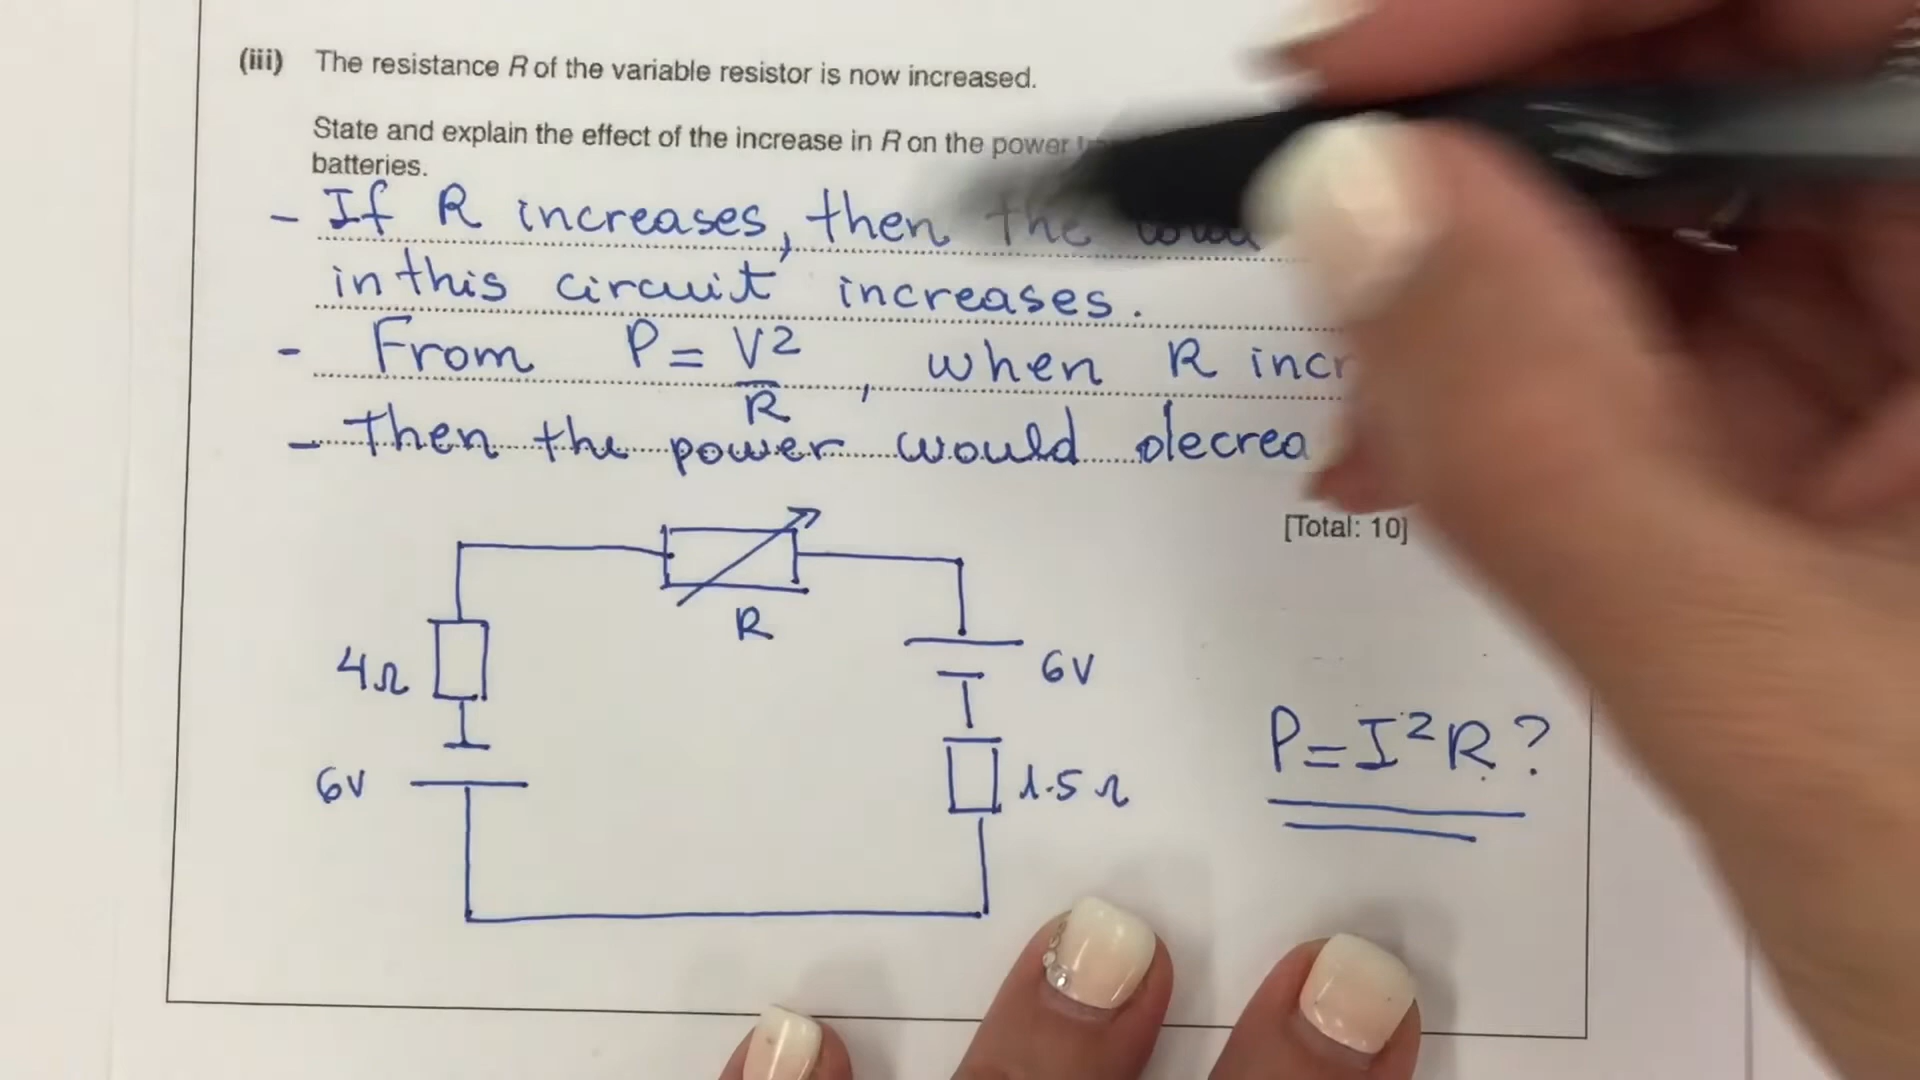 (iii) The resistance R of the variable resistor is now increased.
State and explain the effect of the increase in R on the power
batteries.
- If R increases, then the
in this circuit increases.
- From P = V²/R, when R incr
- Then the power would decrea
[Total: 10]
R
4Ω
6V
6V
1.5Ω
P = I²R?